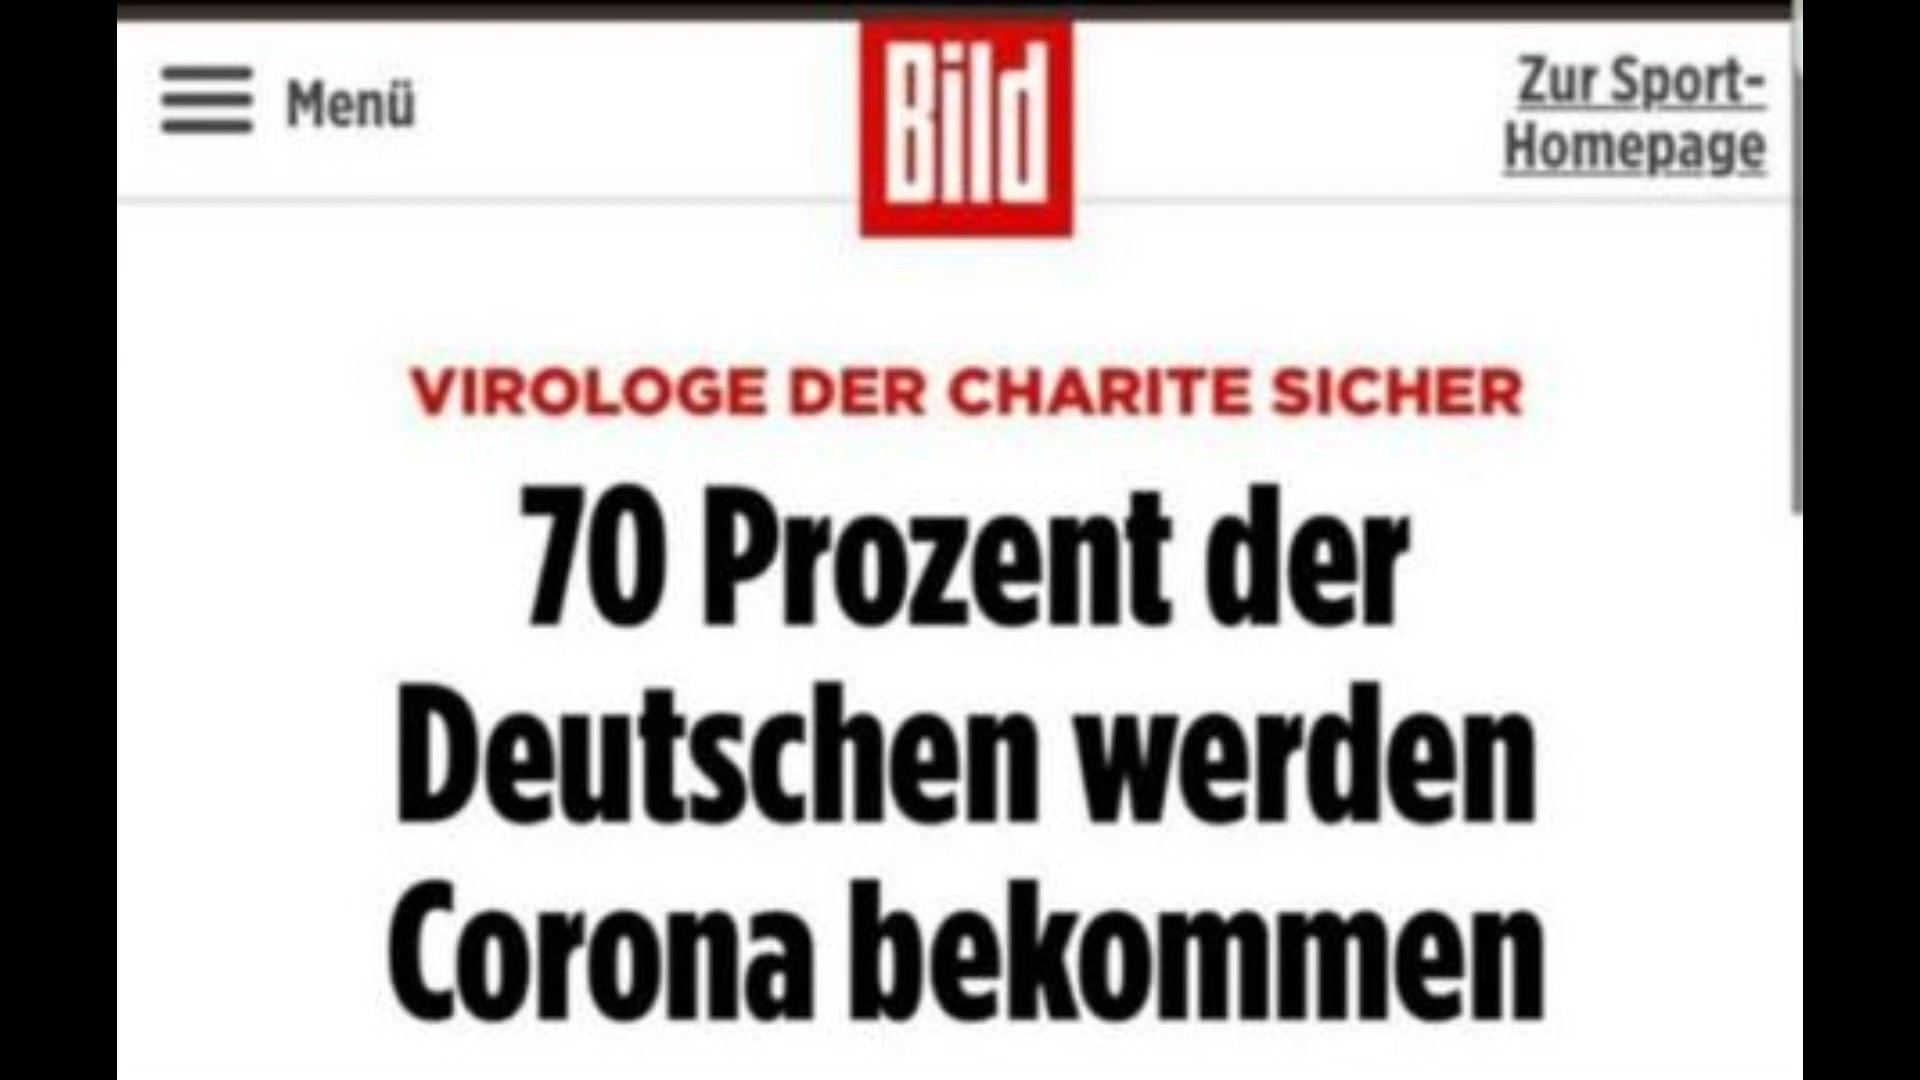 Menü
Bild
Zur Sport-
Homepage
VIROLOGE DER CHARITE SICHER
70 Prozent der
Deutschen werden
Corona bekommen